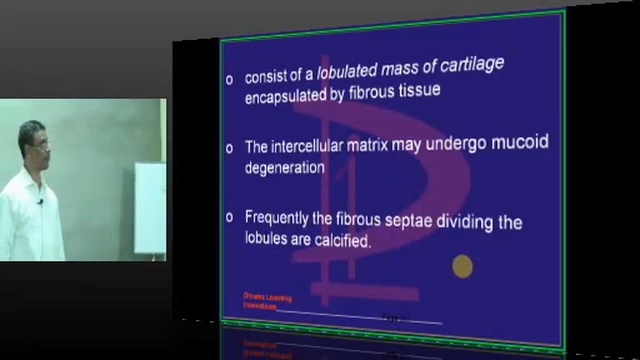 o consist of a lobulated mass of cartilage
encapsulated by fibrous tissue
o The intercellular matrix may undergo mucoid
degeneration
o Frequently the fibrous septae dividing the
lobules are calcified.
Dreams Learning
Innovations